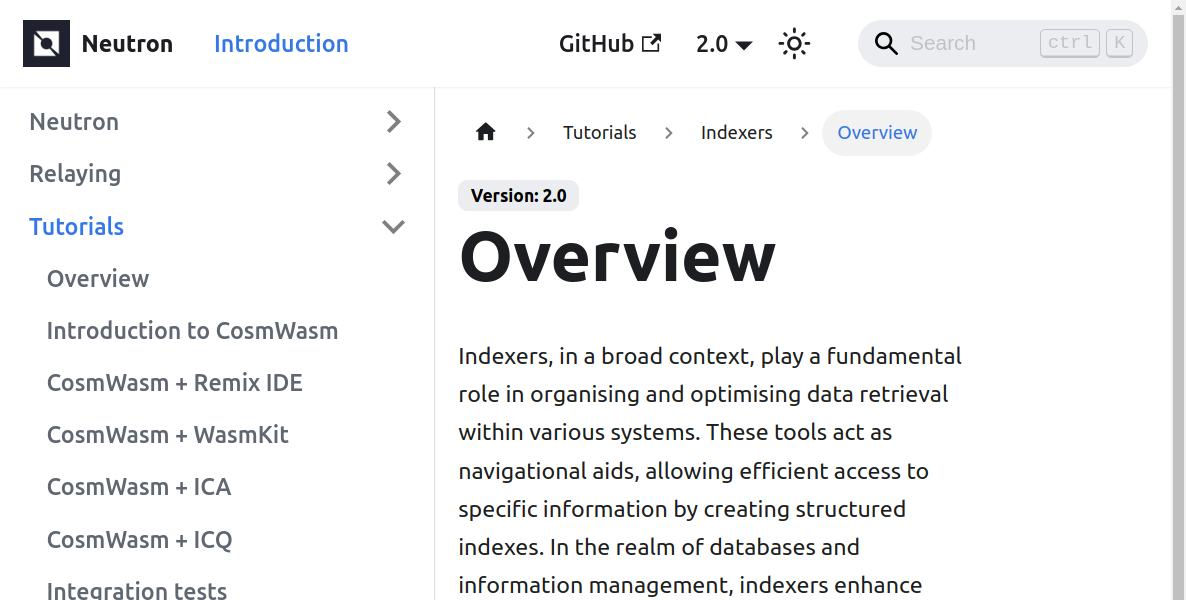 Neutron
Introduction
GitHub
2.0
Search
ctrl
K
Neutron
Relaying
Tutorials
Overview
Introduction to CosmWasm
CosmWasm + Remix IDE
CosmWasm + WasmKit
CosmWasm + ICA
CosmWasm + ICQ
Integration tests
Tutorials
Indexers
Overview
Version: 2.0
Overview
Indexers, in a broad context, play a fundamental
role in organising and optimising data retrieval
within various systems. These tools act as
navigational aids, allowing efficient access to
specific information by creating structured
indexes. In the realm of databases and
information management, indexers enhance